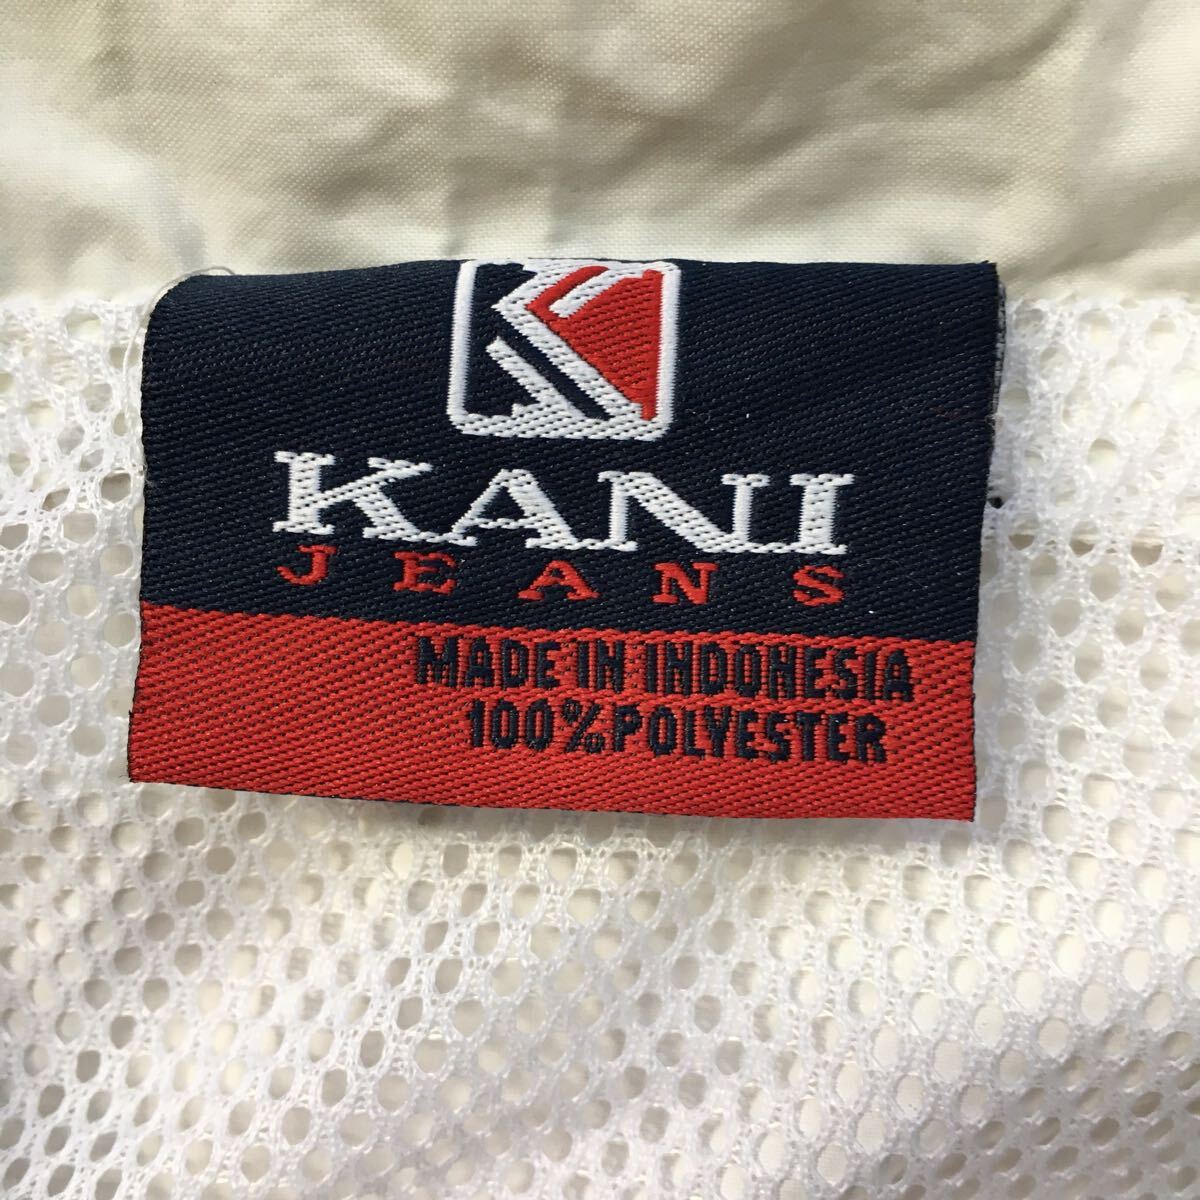 KANI
JEANS
MADE IN INDONESIA
100% POLYESTER